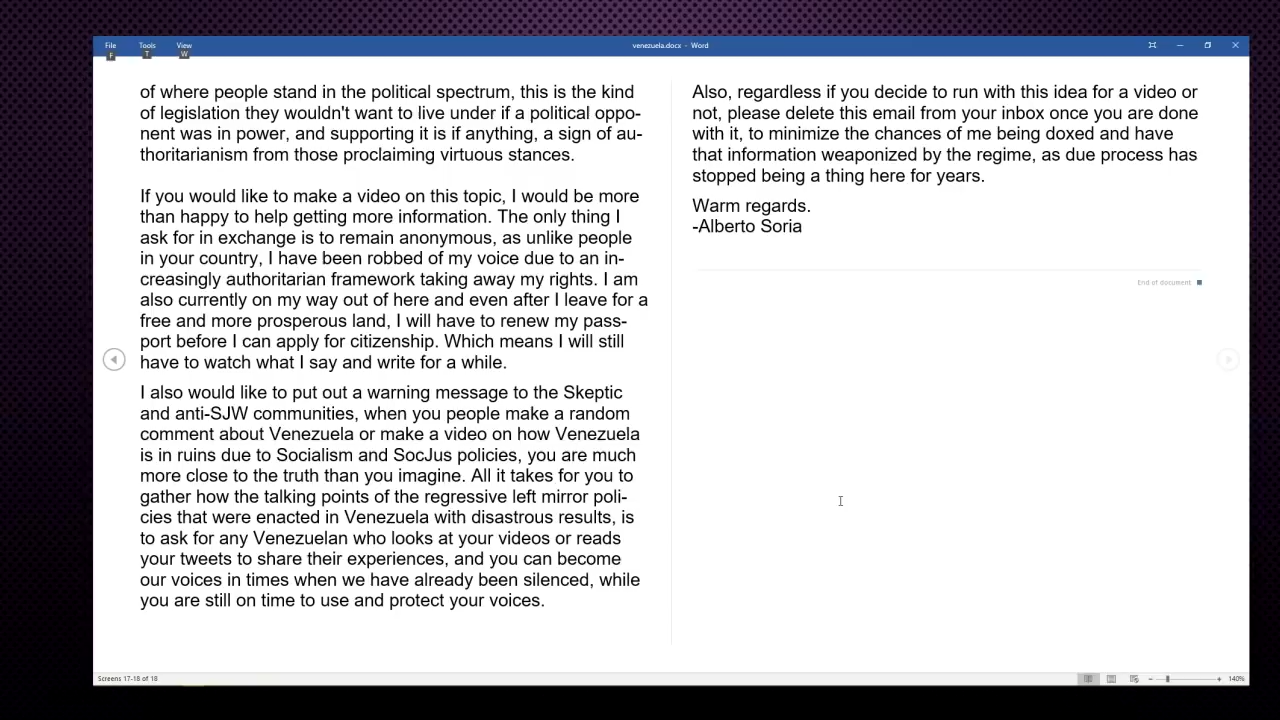 File Tools View
F T W
venezuela.docx - Word
of where people stand in the political spectrum, this is the kind
of legislation they wouldn't want to live under if a political oppo-
nent was in power, and supporting it is if anything, a sign of au-
thoritarianism from those proclaiming virtuous stances.
If you would like to make a video on this topic, I would be more
than happy to help getting more information. The only thing I
ask for in exchange is to remain anonymous, as unlike people
in your country, I have been robbed of my voice due to an in-
creasingly authoritarian framework taking away my rights. I am
also currently on my way out of here and even after I leave for a
free and more prosperous land, I will have to renew my pass-
port before I can apply for citizenship. Which means I will still
have to watch what I say and write for a while.
I also would like to put out a warning message to the Skeptic
and anti-SJW communities, when you people make a random
comment about Venezuela or make a video on how Venezuela
is in ruins due to Socialism and SocJus policies, you are much
more close to the truth than you imagine. All it takes for you to
gather how the talking points of the regressive left mirror poli-
cies that were enacted in Venezuela with disastrous results, is
to ask for any Venezuelan who looks at your videos or reads
your tweets to share their experiences, and you can become
our voices in times when we have already been silenced, while
you are still on time to use and protect your voices.
Also, regardless if you decide to run with this idea for a video or
not, please delete this email from your inbox once you are done
with it, to minimize the chances of me being doxed and have
that information weaponized by the regime, as due process has
stopped being a thing here for years.
Warm regards.
-Alberto Soria
End of document
Screens 17-18 of 18
140%